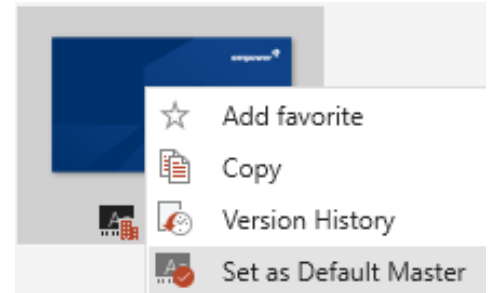 empower
Add favorite
Copy
Version History
Set as Default Master